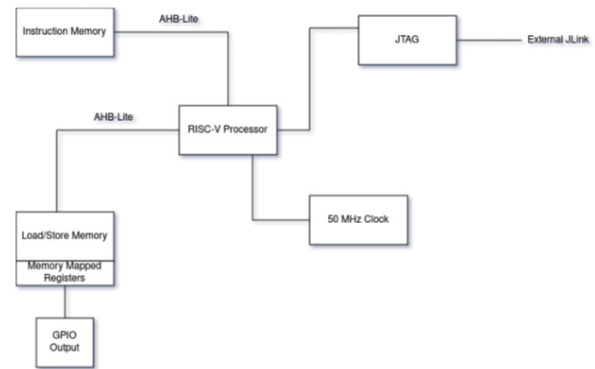 AHB-Lite
Instruction Memory
JTAG
External JLink
AHB-Lite
RISC-V Processor
50 MHz Clock
Load/Store Memory
Memory Mapped
Registers
GPIO
Output